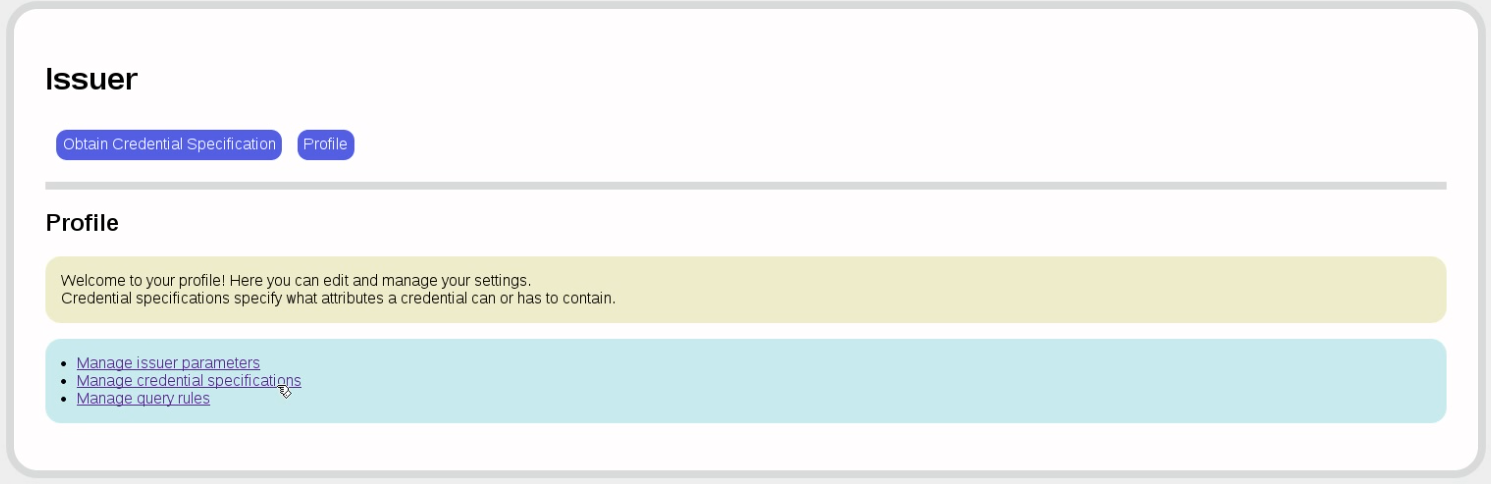 Issuer
Obtain Credential Specification Profile
Profile
Welcome to your profile! Here you can edit and manage your settings.
Credential specifications specify what attributes a credential can or has to contain.
Manage issuer parameters
Manage credential specifications
Manage query rules